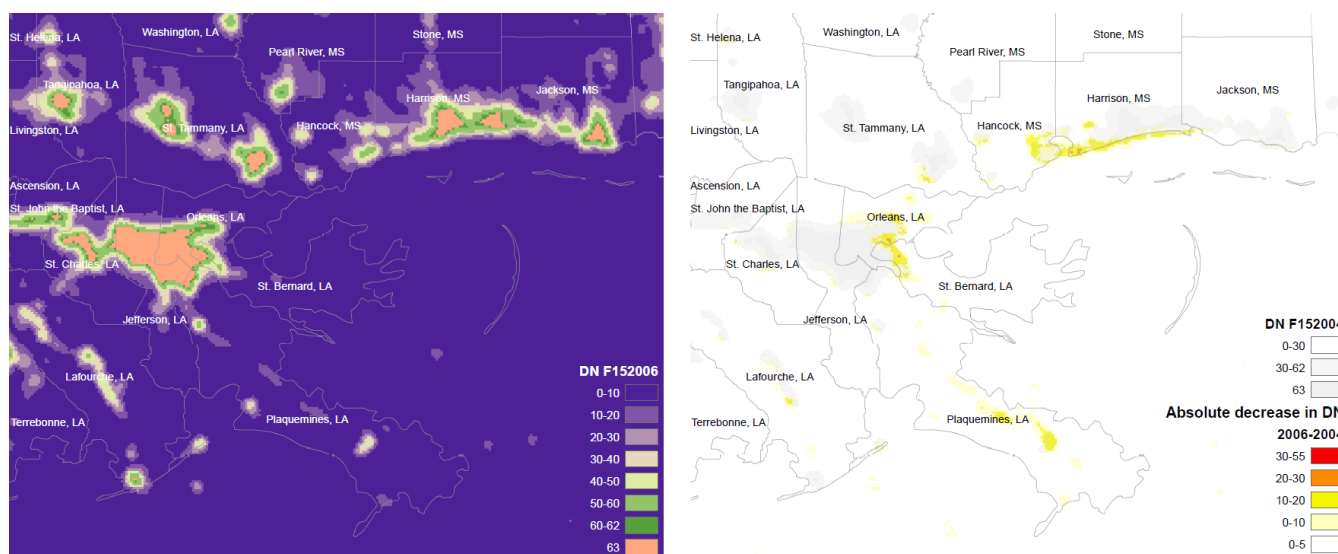 Washington, LA
St. Helena, LA
Stone, MS
Pearl River, MS
Tangipahoa, LA
Jackson, MS
Harrison, MS
Livingston, LA
St. Tammany, LA
Hancock, MS
Ascension, LA
St. John the Baptist, LA
Orleans, LA
St. Charles, LA
St. Bernard, LA
Jefferson, LA
DN F152006
Lafourche, LA
0-10
10-20
Terrebonne, LA
Plaquemines, LA
20-30
30-40
40-50
50-60
60-62
63
Washington, LA
St. Helena, LA
Stone, MS
Pearl River, MS
Tangipahoa, LA
Jackson, MS
Harrison, MS
Livingston, LA
St. Tammany, LA
Hancock, MS
Ascension, LA
St. John the Baptist, LA
Orleans, LA
St. Charles, LA
St. Bernard, LA
Jefferson, LA
DN F152004
0-30
30-62
Lafourche, LA
63
Absolute decrease in DN
Terrebonne, LA
Plaquemines, LA
2006-2004
30-55
20-30
10-20
0-10
0-5